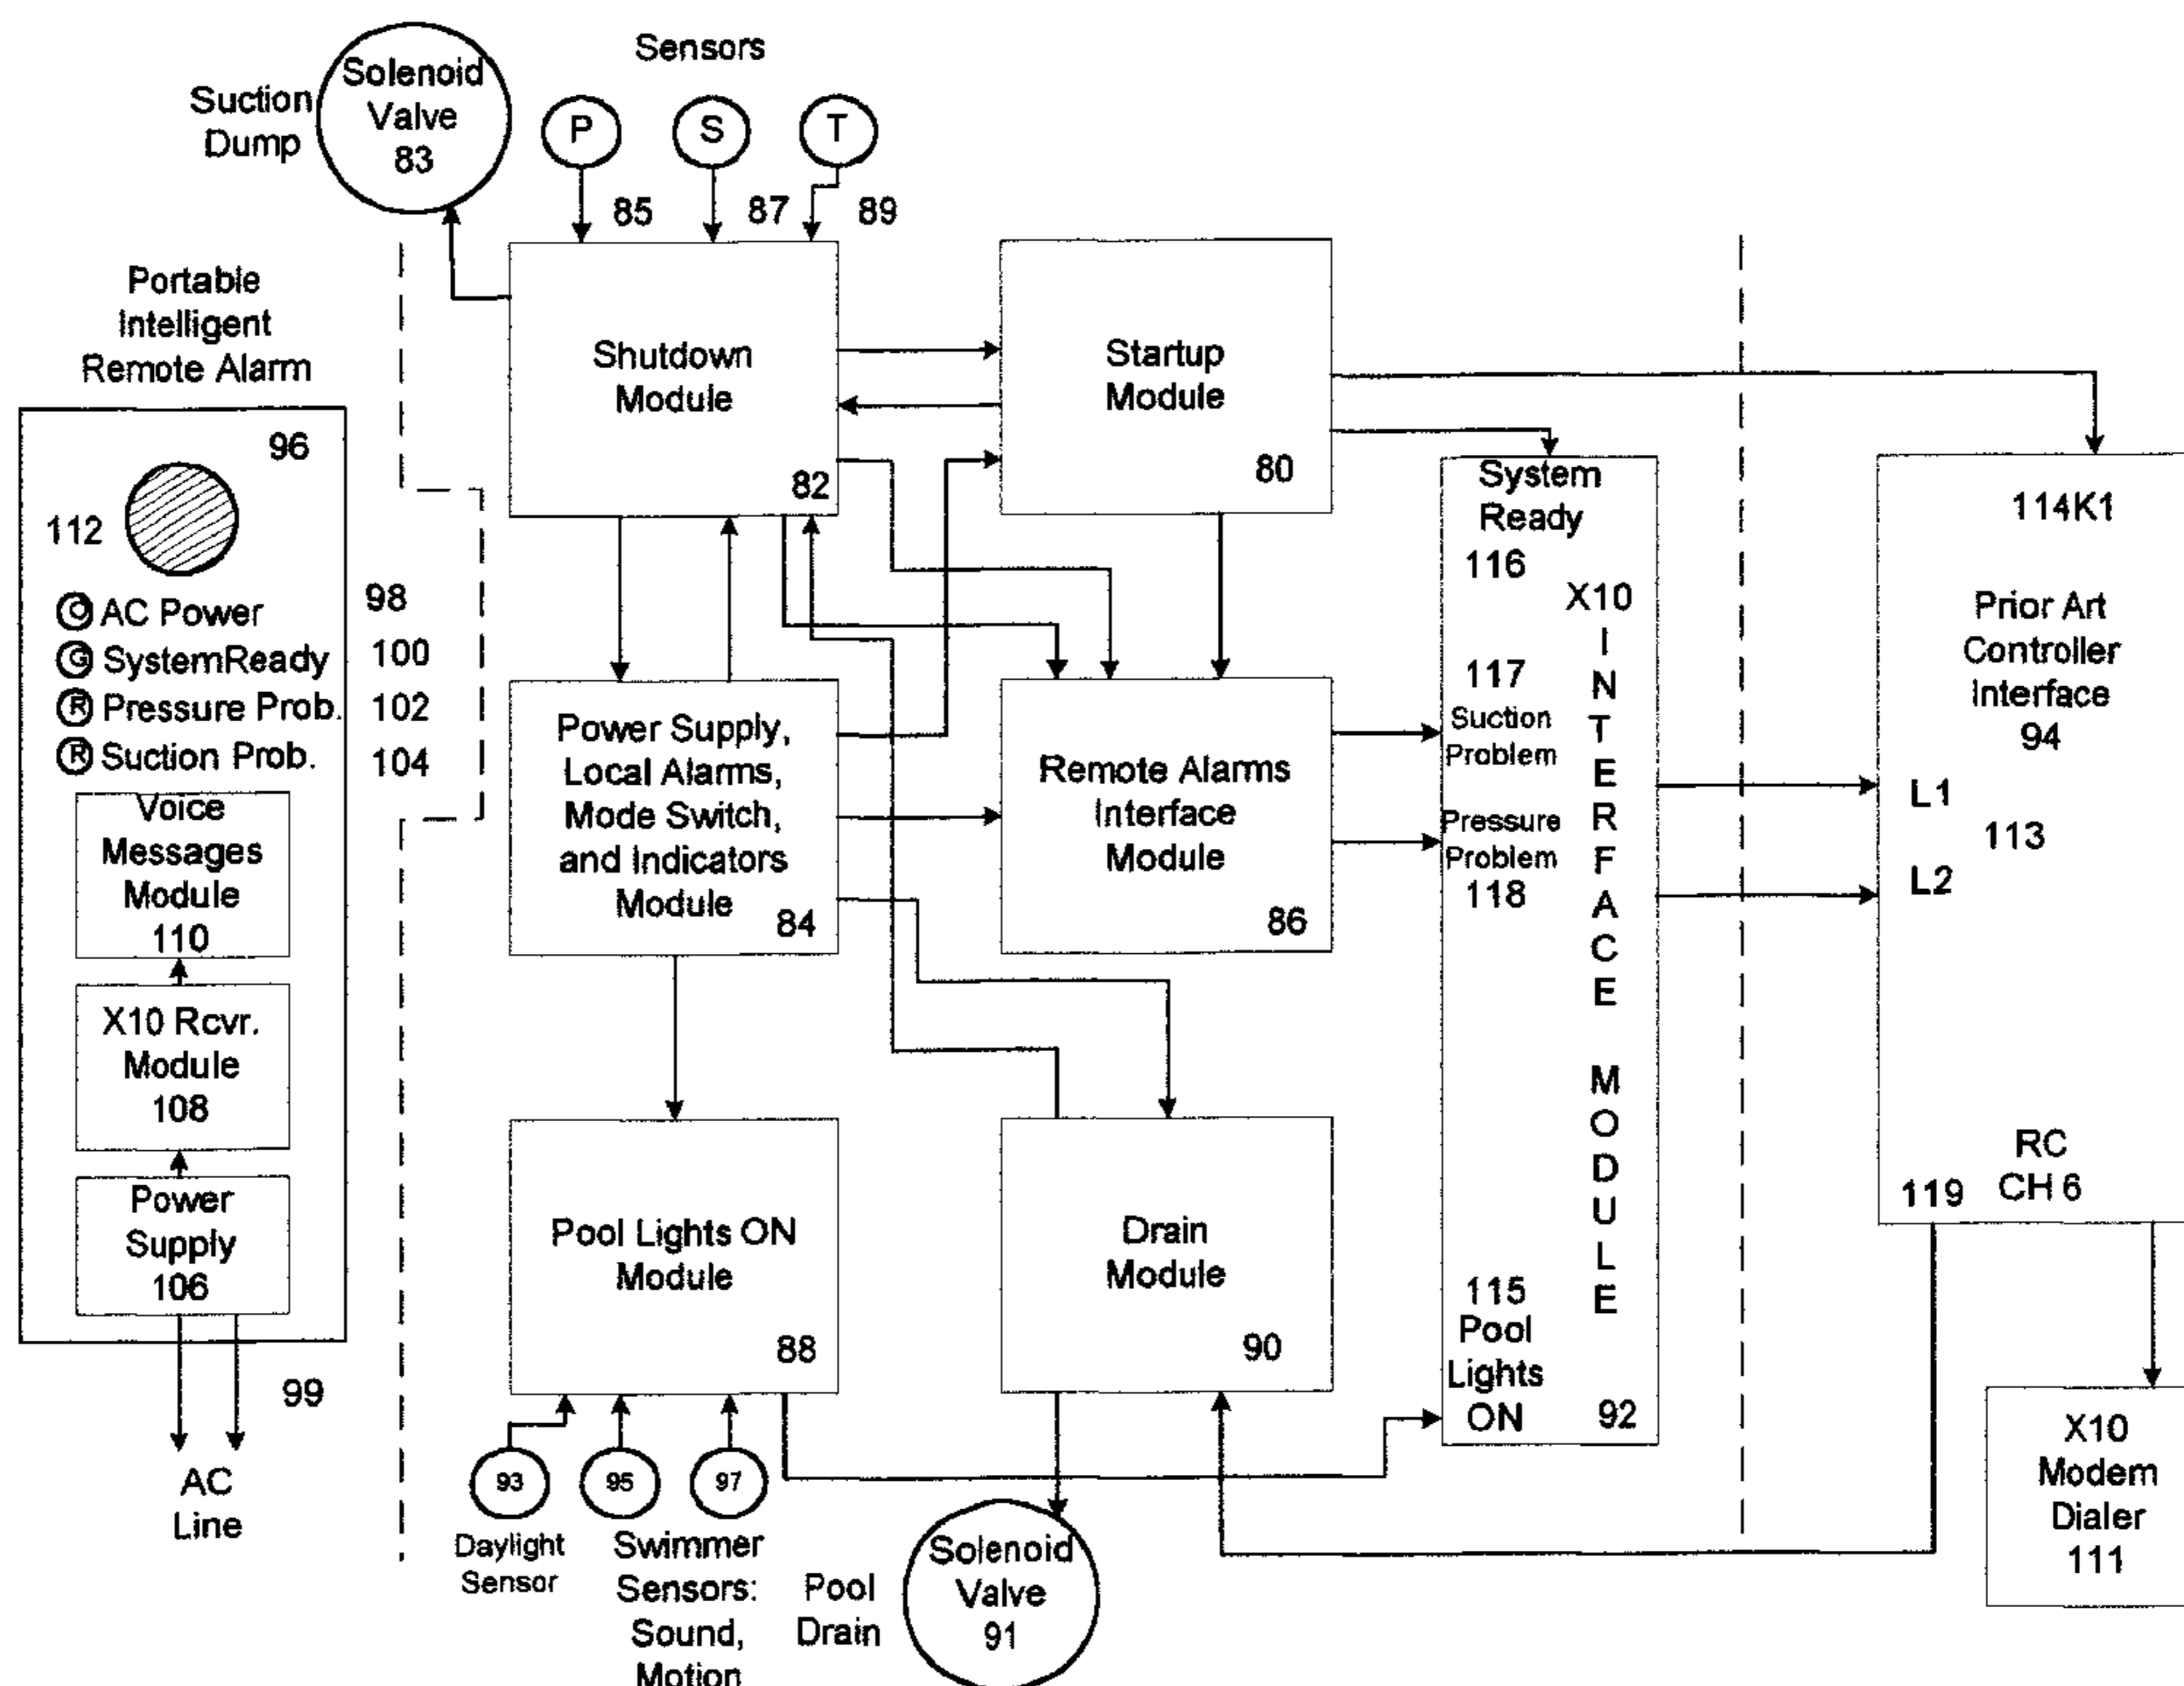 Suction
Dump
Solenoid
Valve
83
Sensors
P
S
T
85
87
89
Portable
Intelligent
Remote Alarm
96
112
AC Power
G SystemReady
R Pressure Prob.
R Suction Prob.
98
100
102
104
Voice
Messages
Module
110
X10 Rcvr.
Module
108
Power
Supply
106
99
AC
Line
Shutdown
Module
82
Startup
Module
80
Power Supply,
Local Alarms,
Mode Switch,
and Indicators
Module
84
Remote Alarms
Interface
Module
86
Pool Lights ON
Module
88
Drain
Module
90
93
95
97
Daylight
Sensor
Swimmer
Sensors:
Sound,
Motion
Pool
Drain
Solenoid
Valve
91
System
Ready
116
117
Suction
Problem
Pressure
Problem
118
115
Pool
Lights
ON
X10
I
N
T
E
R
F
A
C
E
M
O
D
U
L
E
92
114K1
Prior Art
Controller
Interface
94
L1
113
L2
RC
CH 6
119
X10
Modem
Dialer
111